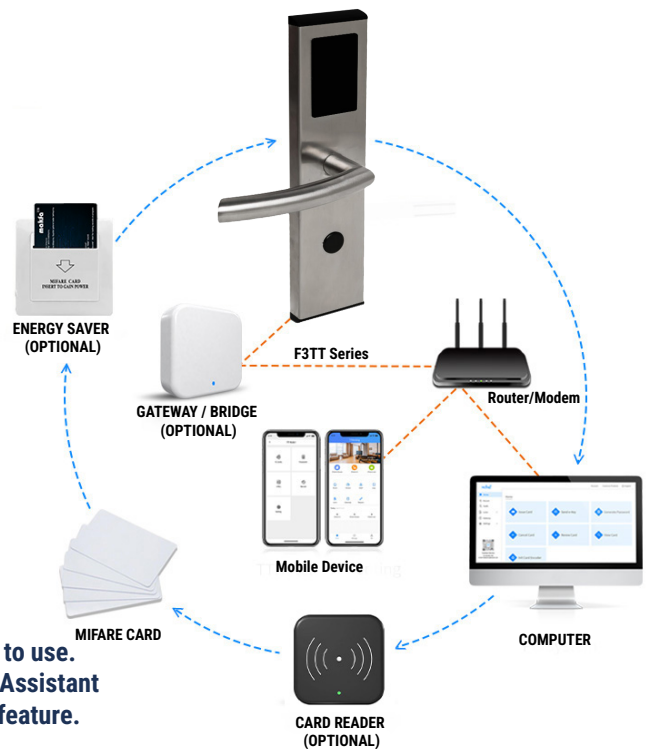 MIFARE CARD
INSERT TO GAIN POWER
ENERGY SAVER
(OPTIONAL)
F3TT Series
GATEWAY / BRIDGE
(OPTIONAL)
Router/Modem
Mobile Device
MIFARE CARD
COMPUTER
to use.
Assistant
feature.
CARD READER
(OPTIONAL)